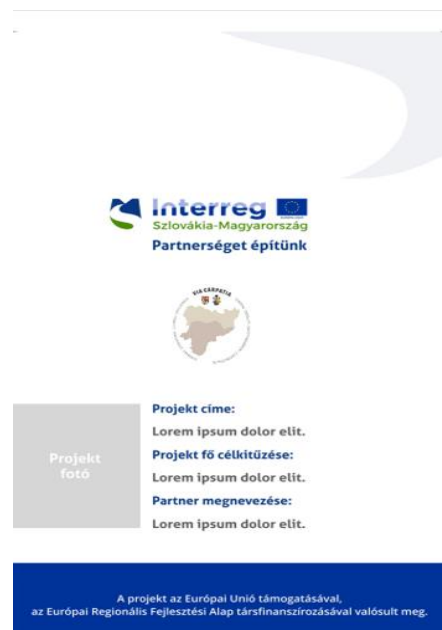 Interreg
Szlovákia-Magyarország
Partnerséget építünk
VIA CARPATIA
Projekt címe:
Lorem ipsum dolor elit.
Projekt
fotó
Projekt fő célkitűzése:
Lorem ipsum dolor elit.
Partner megnevezése:
Lorem ipsum dolor elit.
A projekt az Európai Unió támogatásával,
az Európai Regionális Fejlesztési Alap társfinanszírozásával valósult meg.